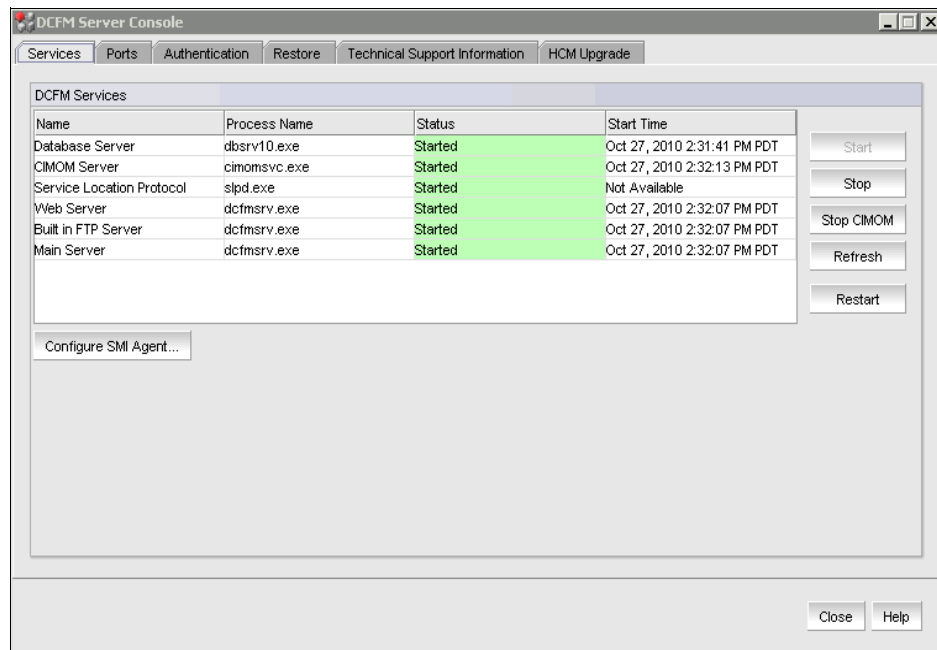 DCFM Server Console
Services Ports Authentication Restore Technical Support Information HCM Upgrade
DCFM Services
Name Process Name Status Start Time
Database Server dbsrv10.exe Started Oct 27, 2010 2:31:41 PM PDT
CIMOM Server cimomsvc.exe Started Oct 27, 2010 2:32:13 PM PDT
Service Location Protocol slpd.exe Started Not Available
Web Server dcfmsrv.exe Started Oct 27, 2010 2:32:07 PM PDT
Built in FTP Server dcfmsrv.exe Started Oct 27, 2010 2:32:07 PM PDT
Main Server dcfmsrv.exe Started Oct 27, 2010 2:32:07 PM PDT
Start
Stop
Stop CIMOM
Refresh
Restart
Configure SMI Agent...
Close Help